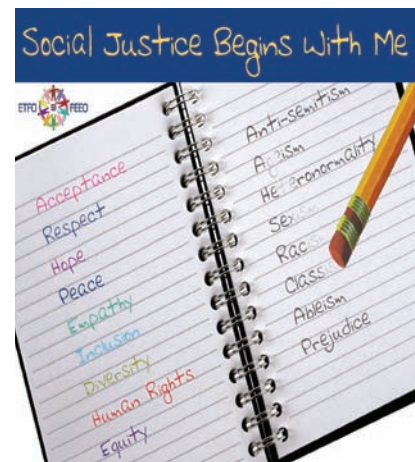 Social Justice Begins With Me
ETFO FEEO
Acceptance
Respect
Hope
Peace
Empathy
Inclusion
Diversity
Human Rights
Equity
Anti-semitism
Ageism
Heteronormality
Sexism
Racism
Classism
Ableism
Prejudice